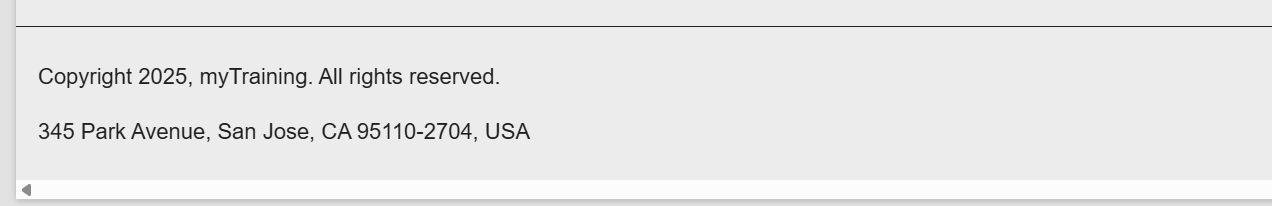 Copyright 2025, myTraining. All rights reserved.
345 Park Avenue, San Jose, CA 95110-2704, USA